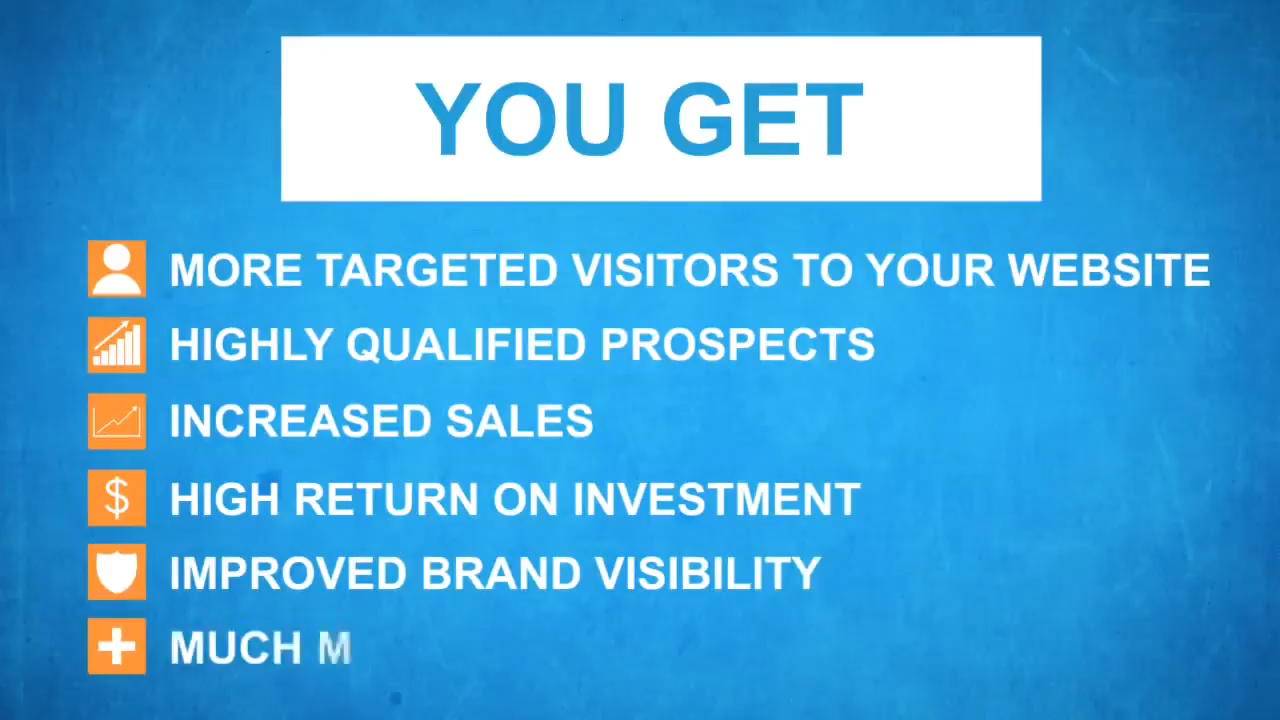 YOU GET
MORE TARGETED VISITORS TO YOUR WEBSITE
HIGHLY QUALIFIED PROSPECTS
INCREASED SALES
HIGH RETURN ON INVESTMENT
IMPROVED BRAND VISIBILITY
MUCH M